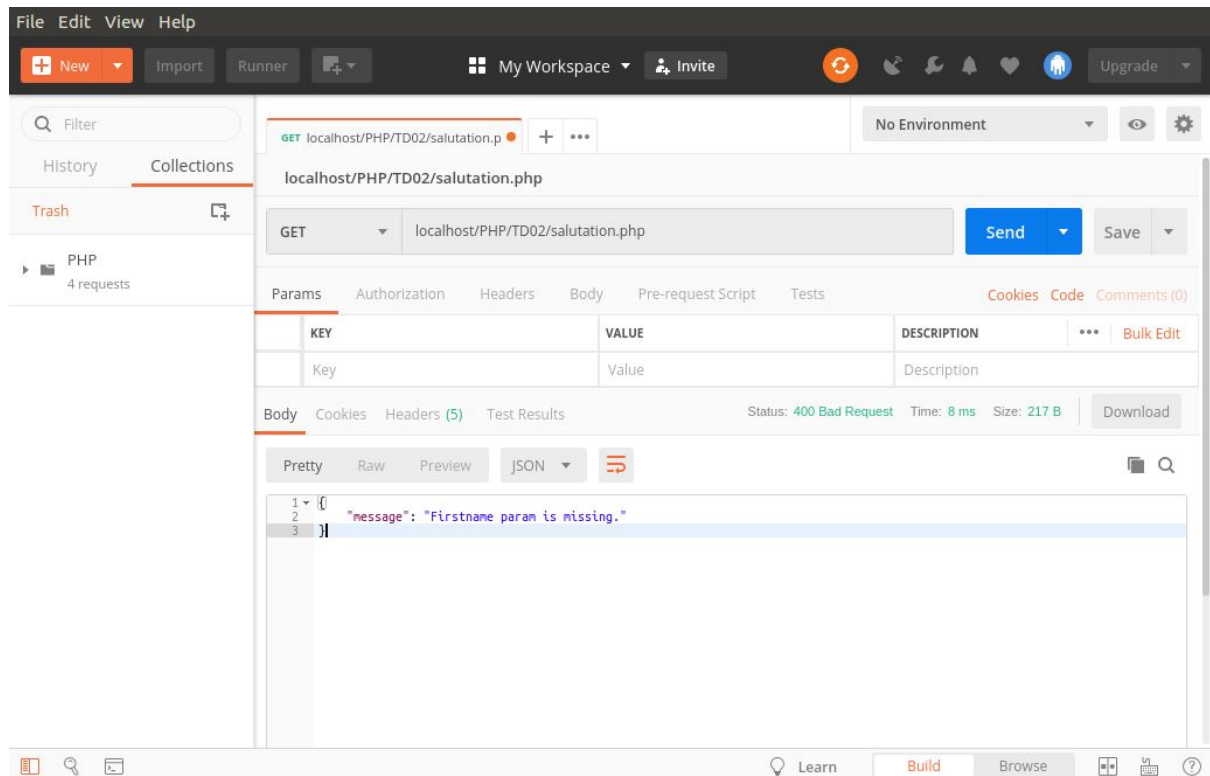 File Edit View Help
New Import Runner My Workspace Invite Upgrade
Filter
History Collections
Trash
PHP
4 requests
GET localhost/PHP/TD02/salutation.p
No Environment
localhost/PHP/TD02/salutation.php
GET localhost/PHP/TD02/salutation.php Send Save
Params Authorization Headers Body Pre-request Script Tests Cookies Code Comments (0)
KEY VALUE DESCRIPTION Bulk Edit
Key Value Description
Body Cookies Headers (5) Test Results Status: 400 Bad Request Time: 8 ms Size: 217 B Download
Pretty Raw Preview JSON
1 {
2 "message": "Firstname param is missing."
3 }
Learn Build Browse